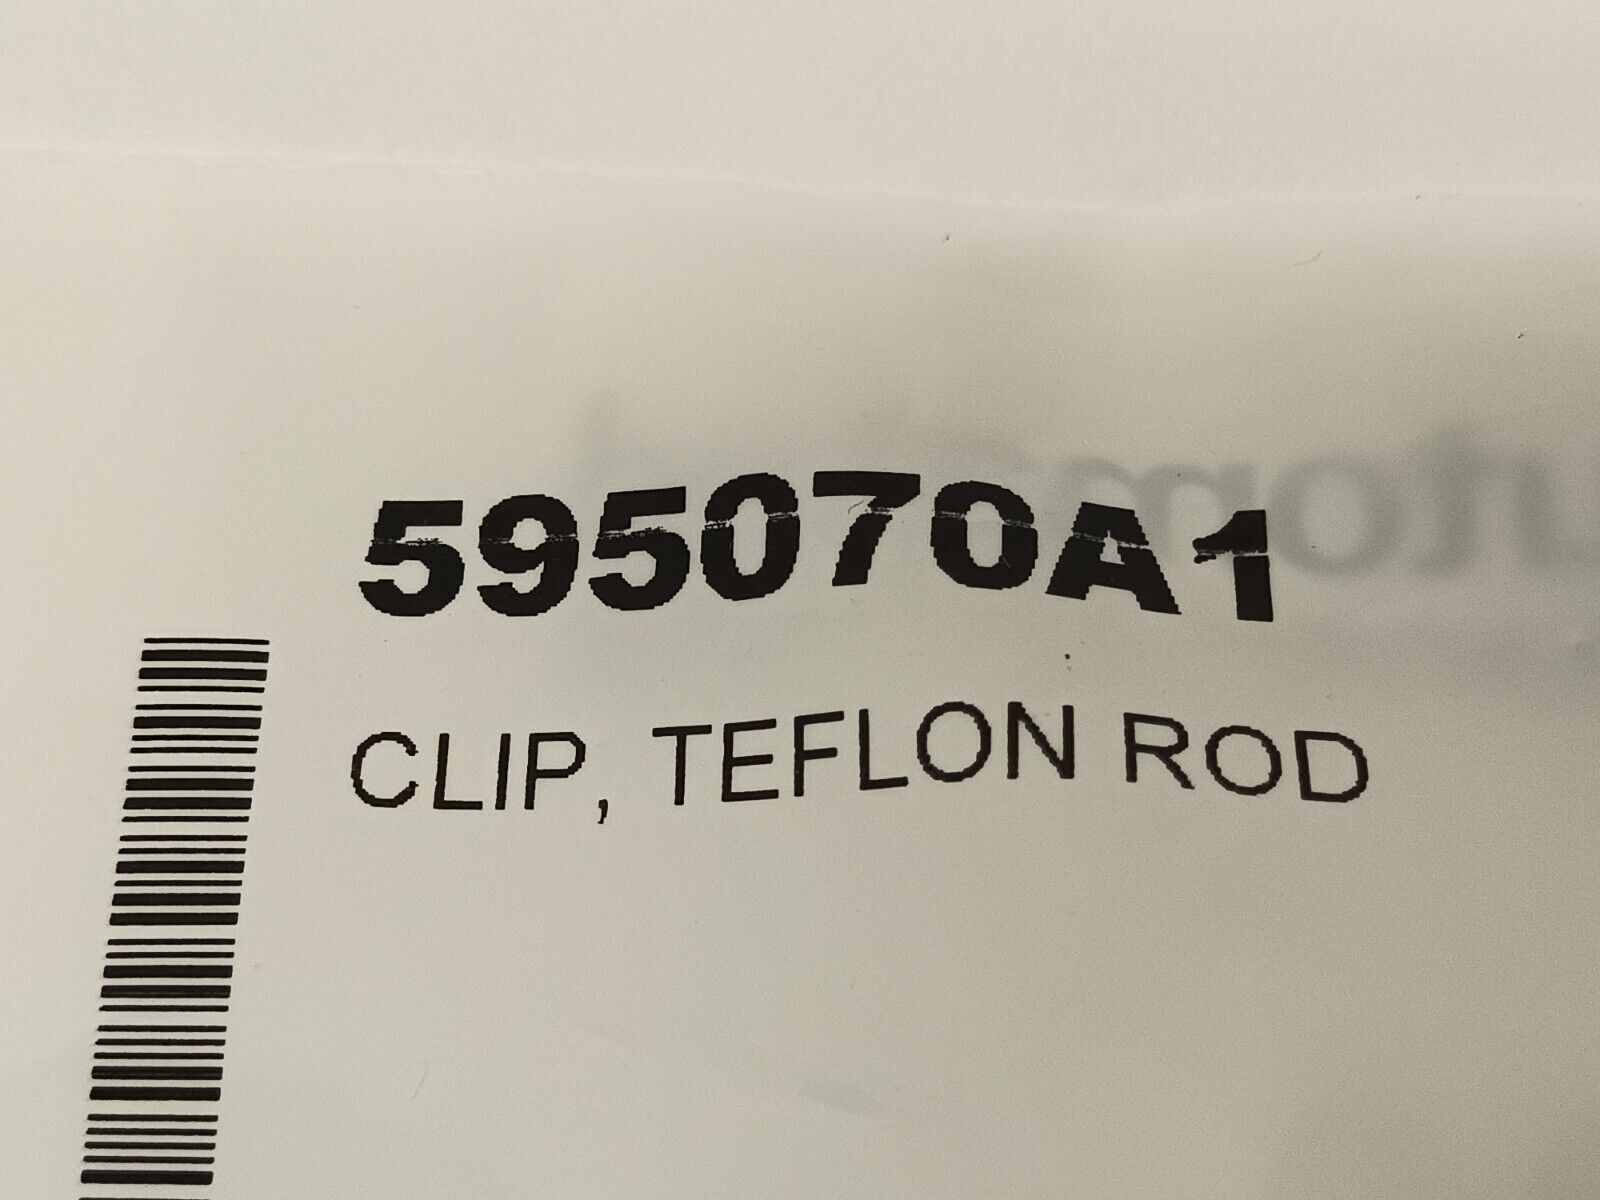 595070A1
CLIP, TEFLON ROD